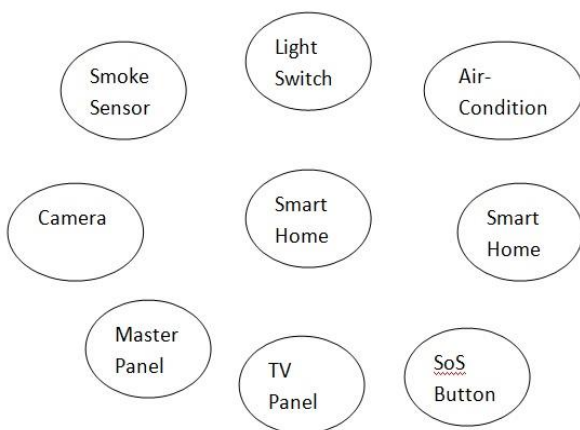 Light
Switch
Smoke
Sensor
Air-
Condition
Camera
Smart
Home
Smart
Home
Master
Panel
TV
Panel
SoS
Button